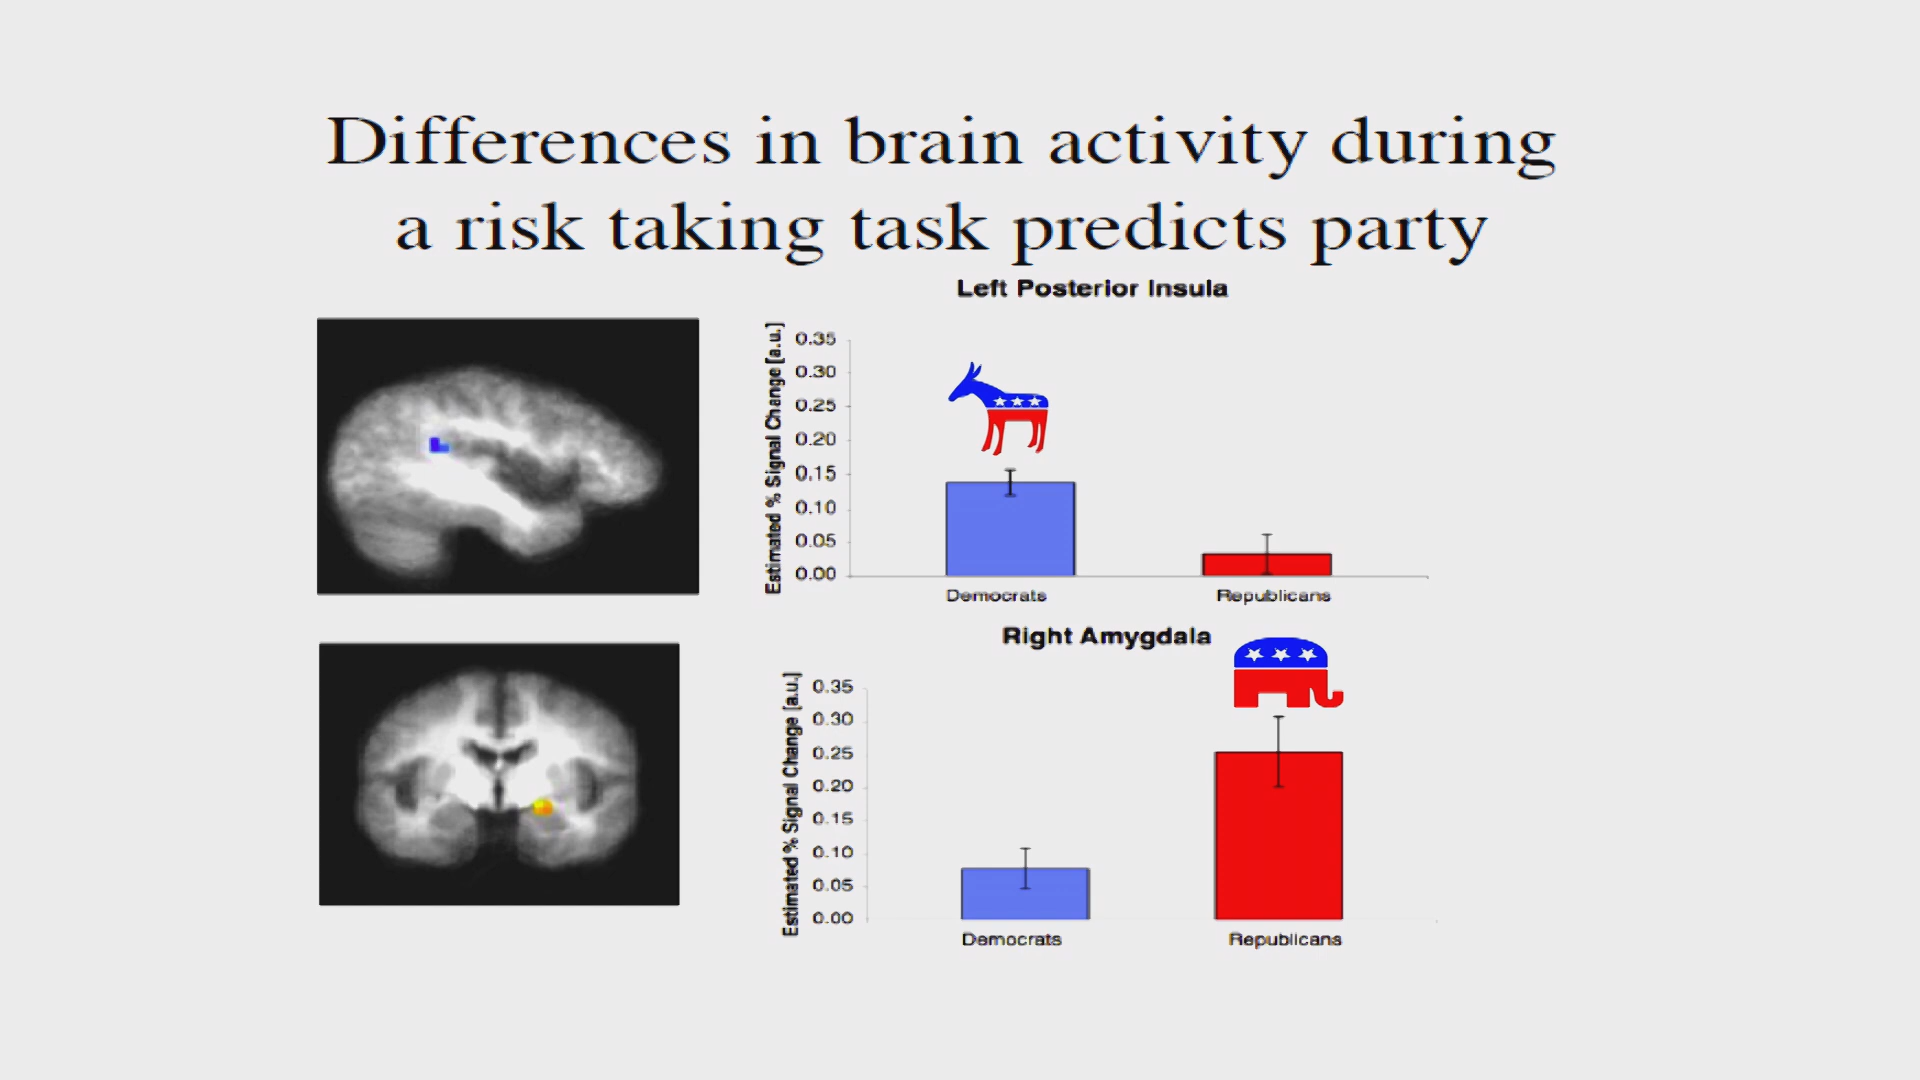 Differences in brain activity during
a risk taking task predicts party
Left Posterior Insula
Estimated % Signal Change [a.u.]
0.35
0.30
0.25
0.20
0.15
0.10
0.05
0.00
Democrats
Republicans
Right Amygdala
Estimated % Signal Change [a.u.]
0.35
0.30
0.25
0.20
0.15
0.10
0.05
0.00
Democrats
Republicans